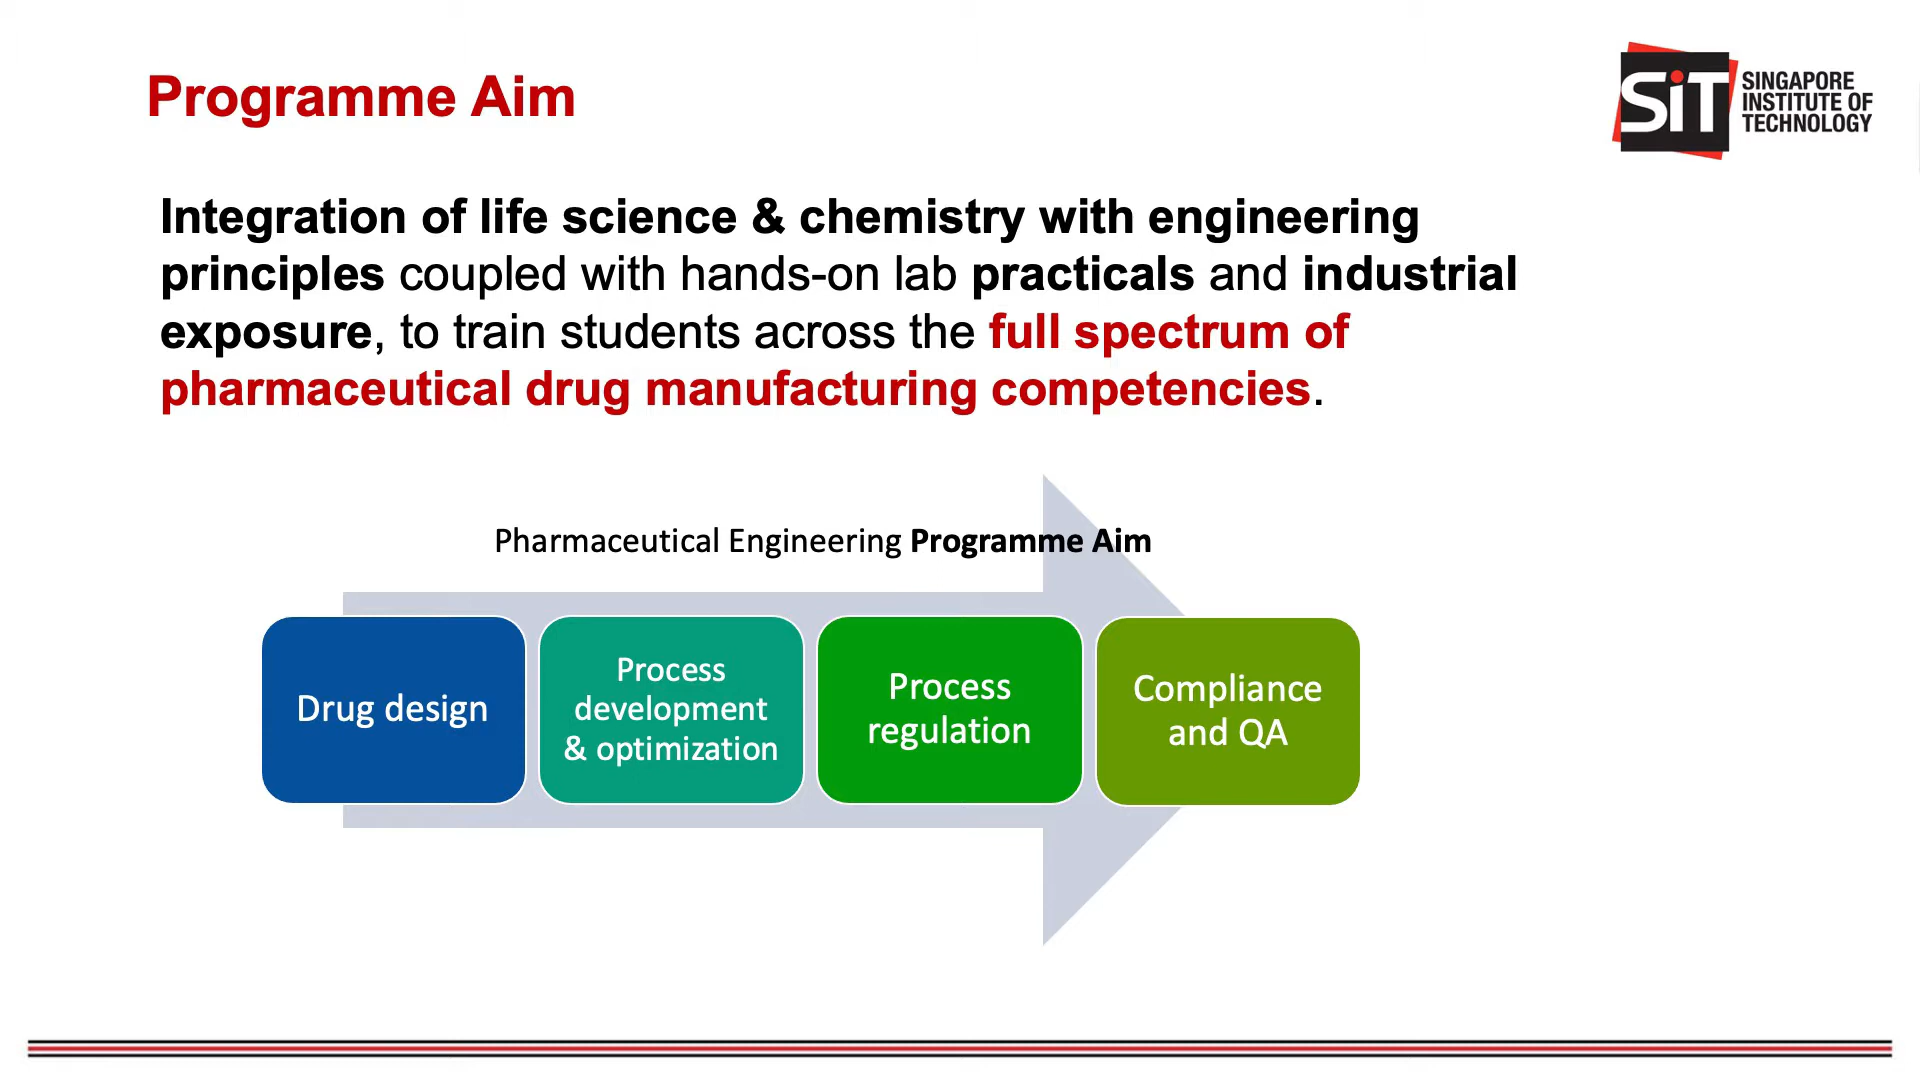 Programme Aim
SiT
SINGAPORE
INSTITUTE OF
TECHNOLOGY
Integration of life science & chemistry with engineering
principles coupled with hands-on lab practicals and industrial
exposure, to train students across the full spectrum of
pharmaceutical drug manufacturing competencies.
Pharmaceutical Engineering Programme Aim
Drug design
Process
development
& optimization
Process
regulation
Compliance
and QA